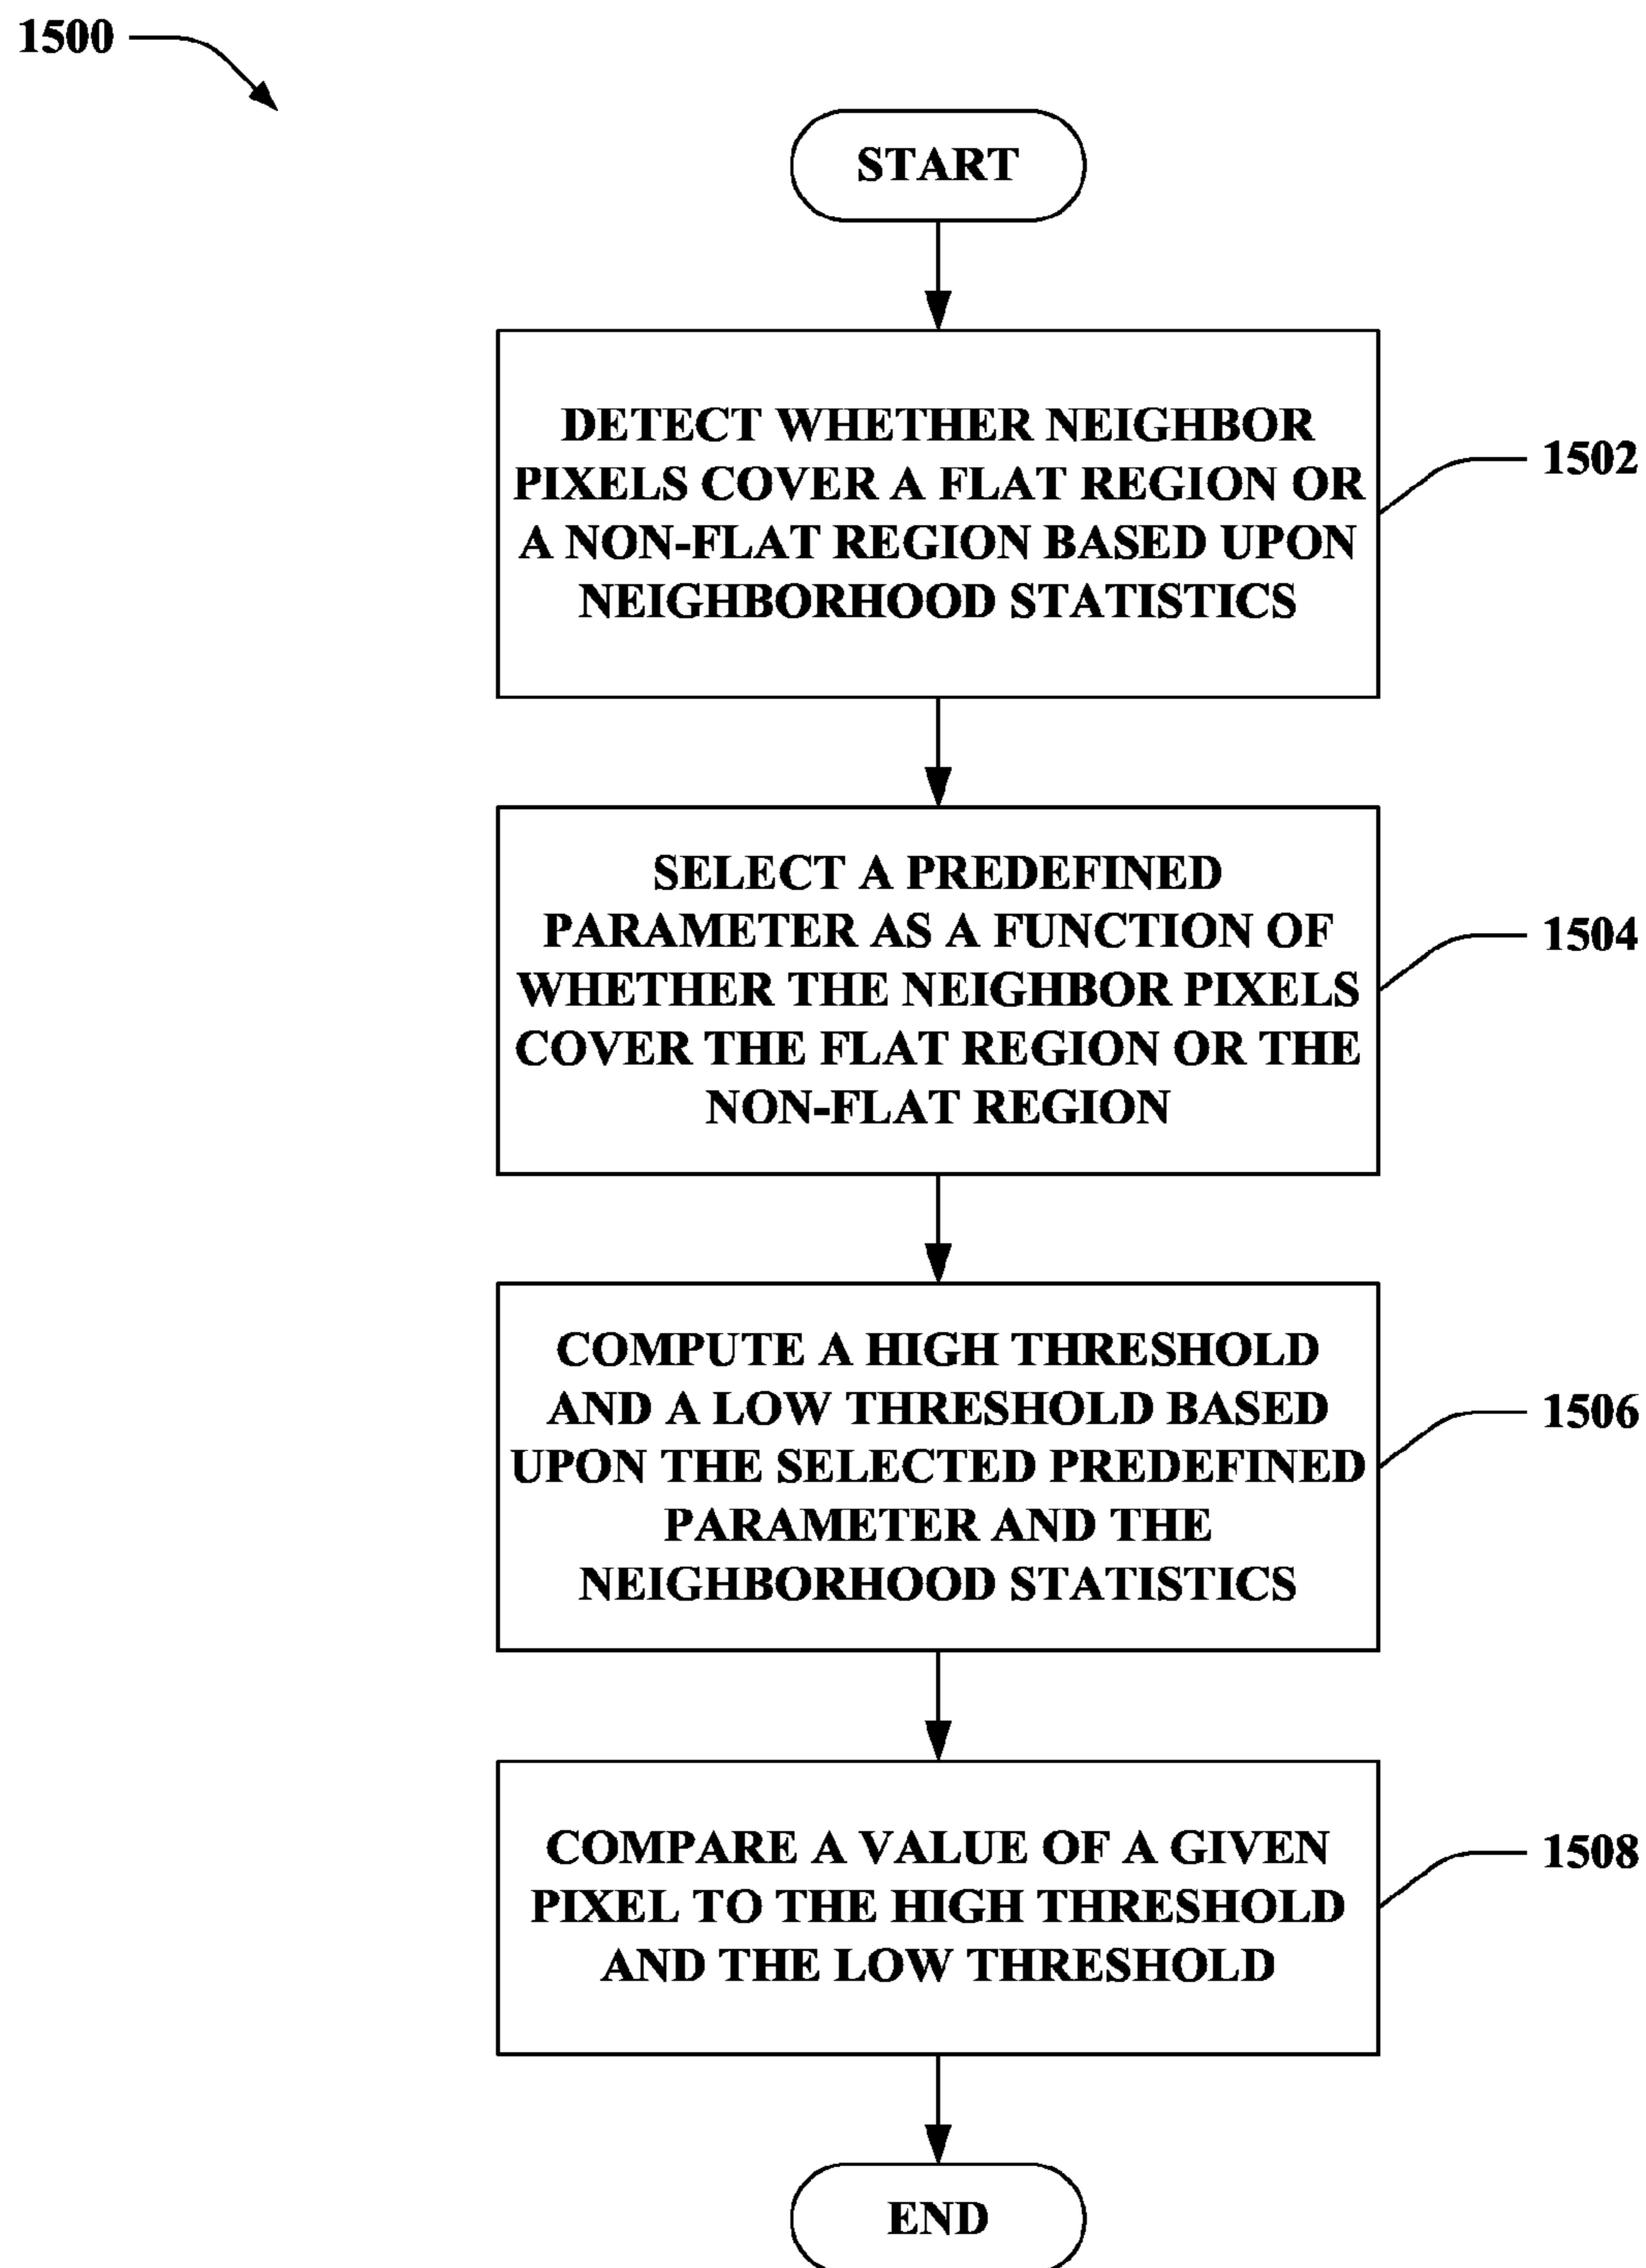 1500
START
DETECT WHETHER NEIGHBOR
PIXELS COVER A FLAT REGION OR
A NON-FLAT REGION BASED UPON
NEIGHBORHOOD STATISTICS
1502
SELECT A PREDEFINED
PARAMETER AS A FUNCTION OF
WHETHER THE NEIGHBOR PIXELS
COVER THE FLAT REGION OR THE
NON-FLAT REGION
1504
COMPUTE A HIGH THRESHOLD
AND A LOW THRESHOLD BASED
UPON THE SELECTED PREDEFINED
PARAMETER AND THE
NEIGHBORHOOD STATISTICS
1506
COMPARE A VALUE OF A GIVEN
PIXEL TO THE HIGH THRESHOLD
AND THE LOW THRESHOLD
1508
END